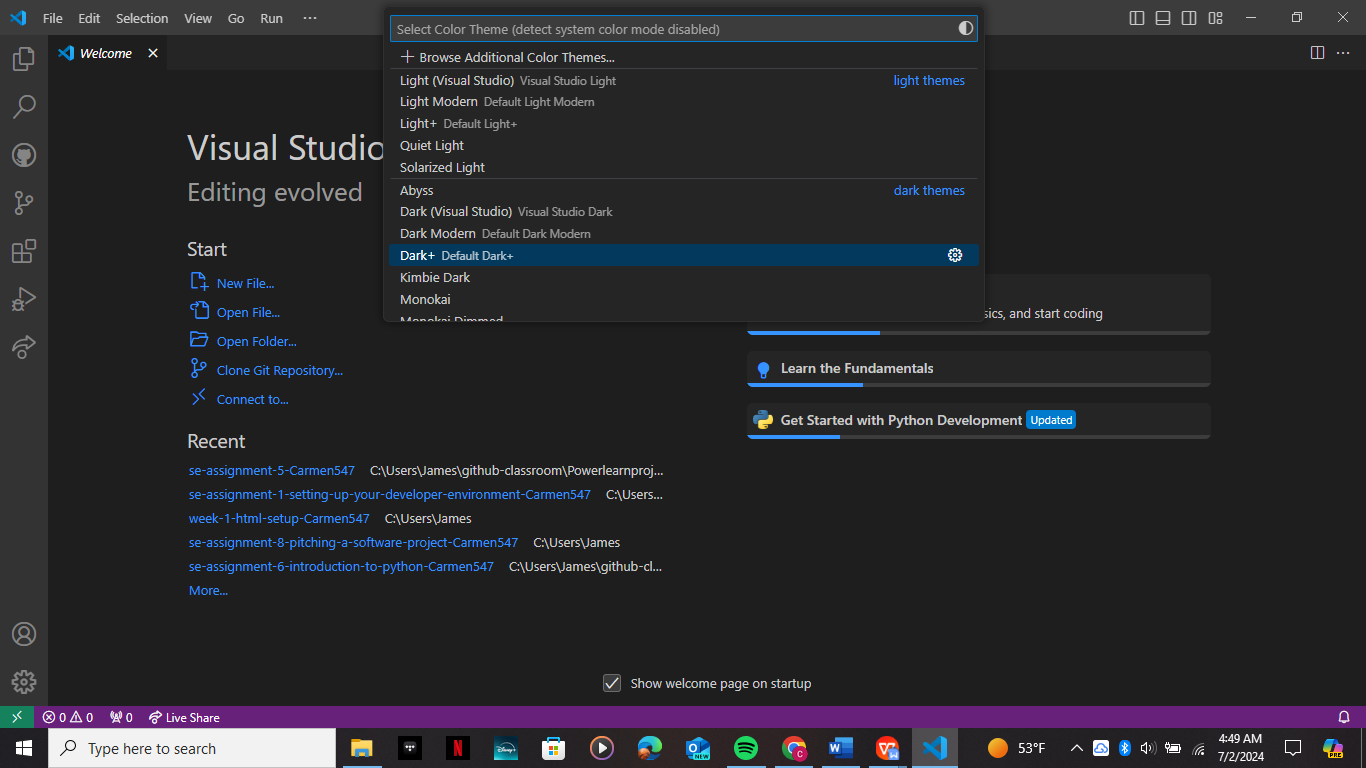 File Edit Selection View Go Run ···
Select Color Theme (detect system color mode disabled)
Welcome
Browse Additional Color Themes...
Light (Visual Studio) Visual Studio Light light themes
Light Modern Default Light Modern
Light+ Default Light+
Quiet Light
Solarized Light
Abyss dark themes
Dark (Visual Studio) Visual Studio Dark
Dark Modern Default Dark Modern
Dark+ Default Dark+
Kimbie Dark
Monokai
Monokai Dimmed
Visual Studio
Editing evolved
Start
New File...
Open File...
Open Folder...
Clone Git Repository...
Connect to...
Recent
se-assignment-5-Carmen547 C:\Users\James\github-classroom\Powerlearnproj...
se-assignment-1-setting-up-your-developer-environment-Carmen547 C:\Users...
week-1-html-setup-Carmen547 C:\Users\James
se-assignment-8-pitching-a-software-project-Carmen547 C:\Users\James
se-assignment-6-introduction-to-python-Carmen547 C:\Users\James\github-cl...
More...
sics, and start coding
Learn the Fundamentals
Get Started with Python Development Updated
Show welcome page on startup
0 0 0 Live Share
Type here to search
NEW
53°F
4:49 AM
7/2/2024
PRE